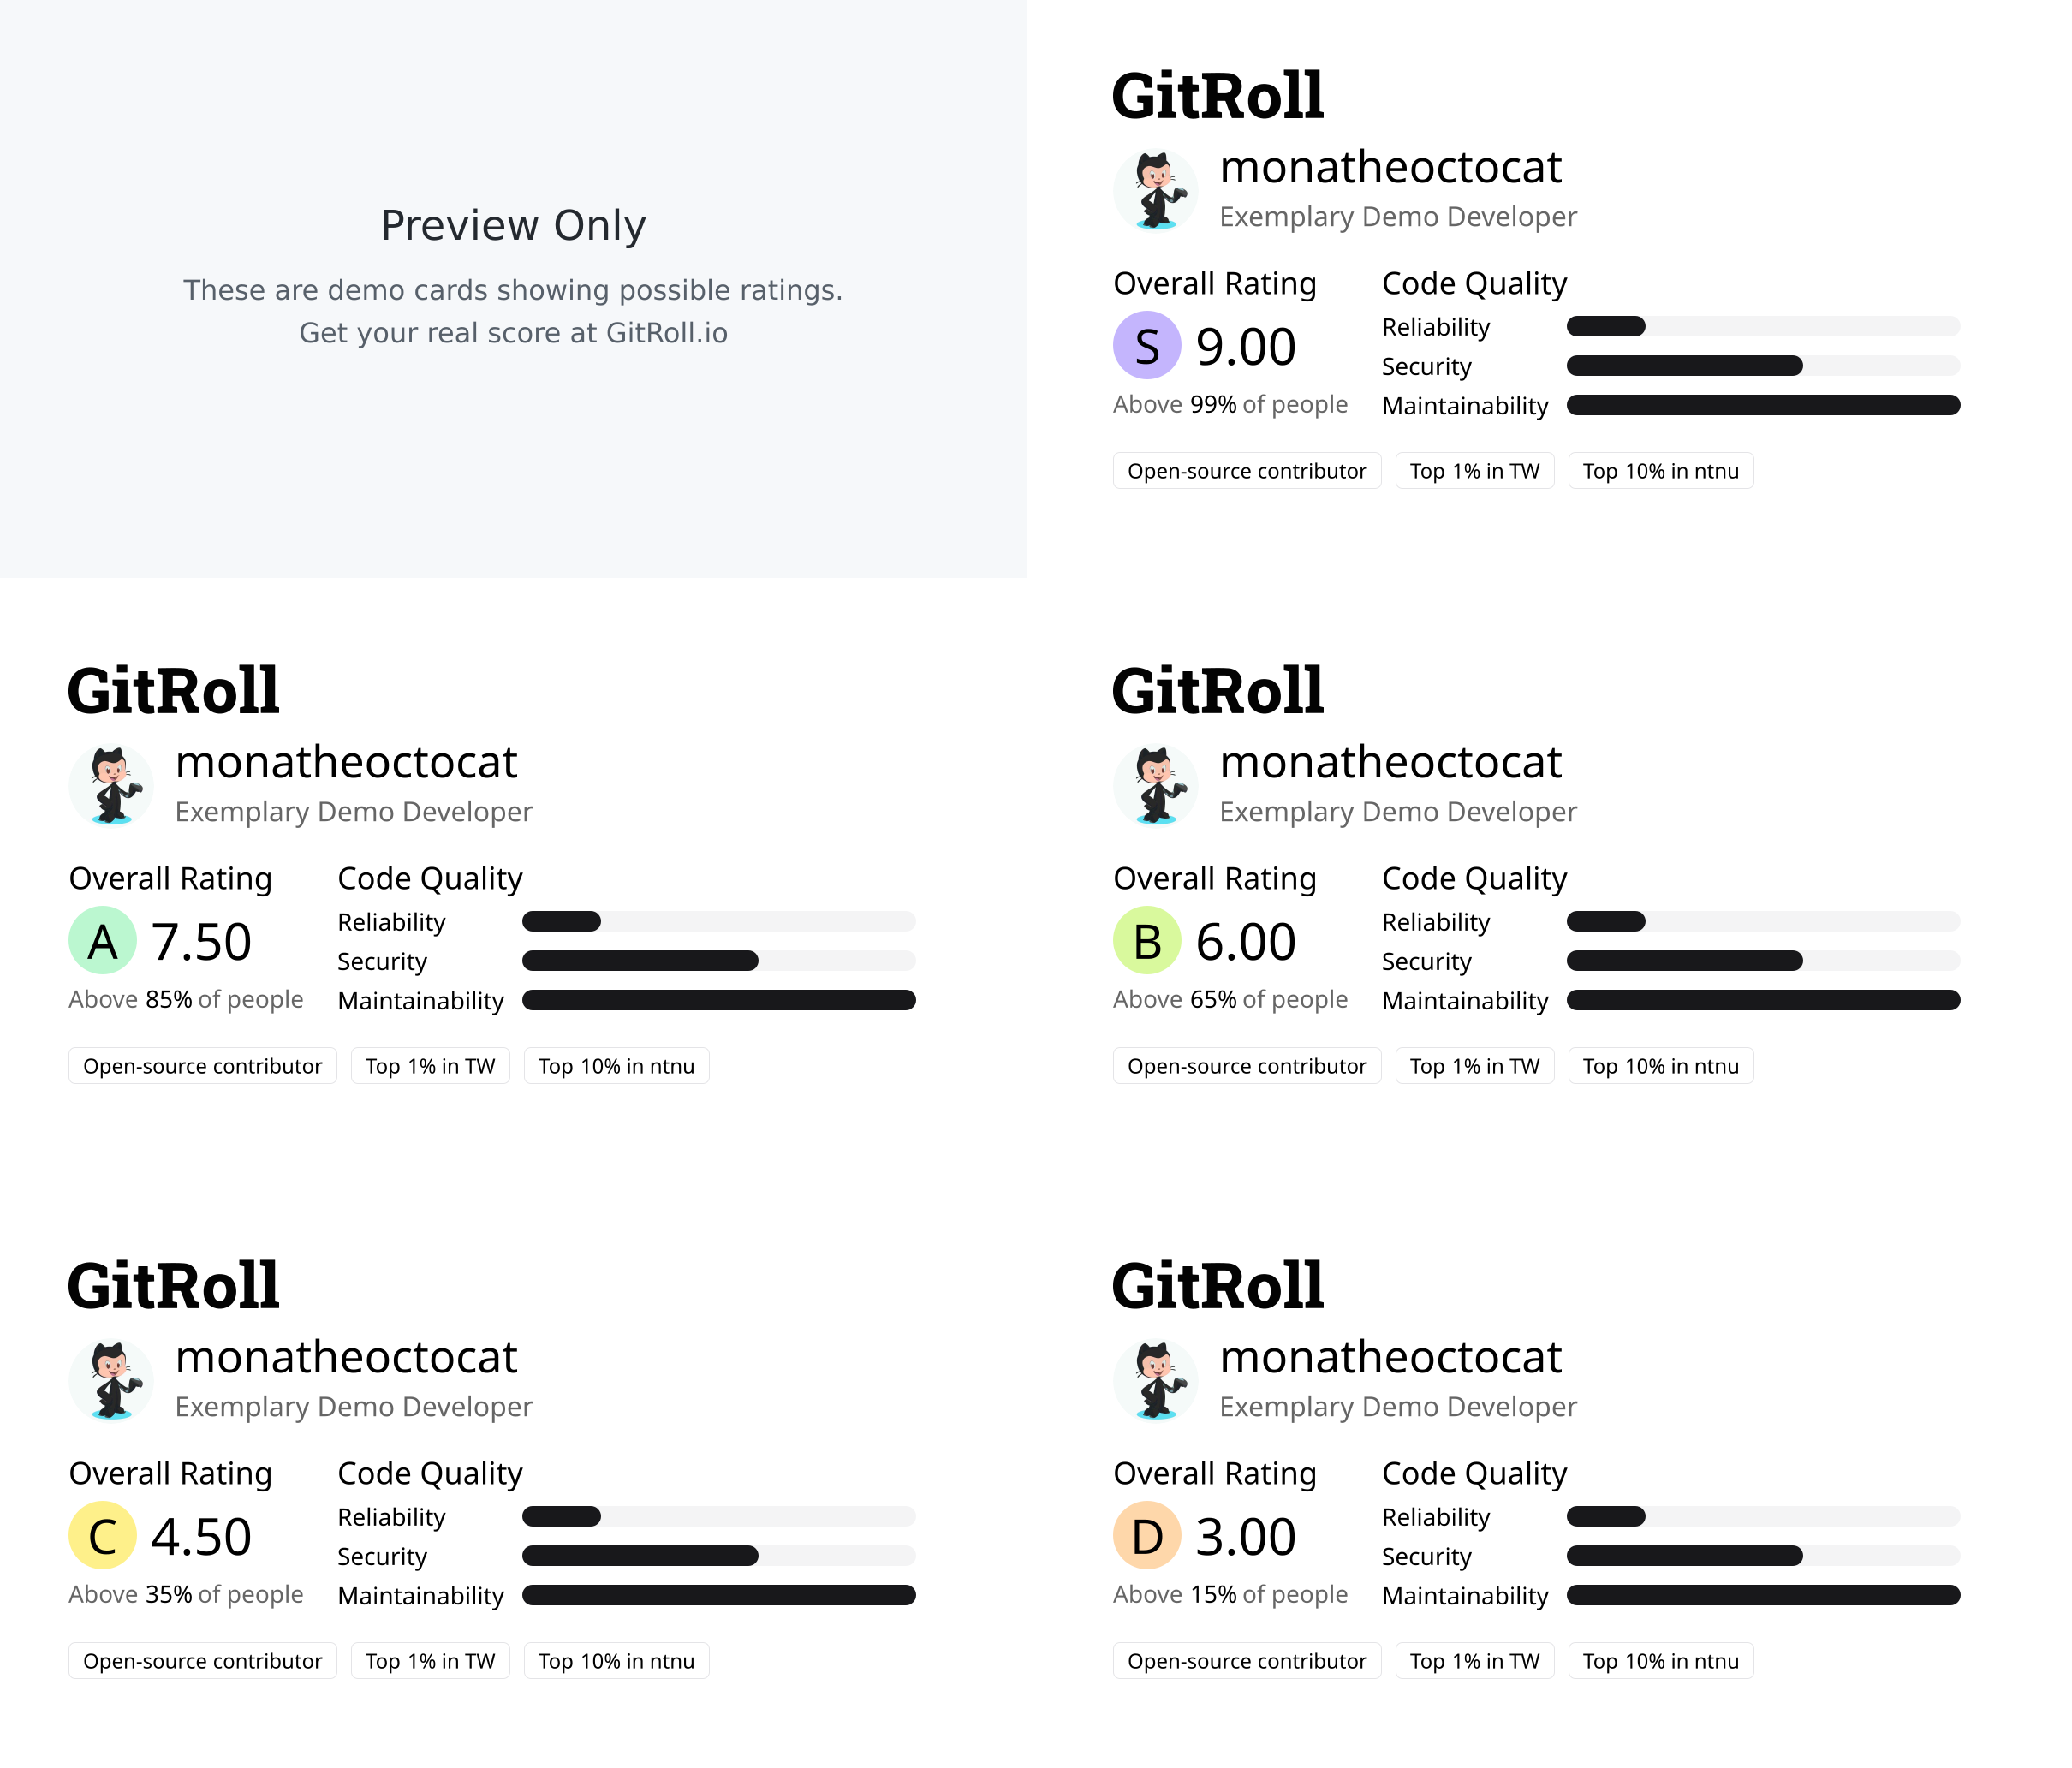 Preview Only
These are demo cards showing possible ratings.
Get your real score at GitRoll.io
GitRoll
monatheoctocat
Exemplary Demo Developer
Overall Rating
S 9.00
Above 99% of people
Code Quality
Reliability
Security
Maintainability
Open-source contributor
Top 1% in TW
Top 10% in ntnu
GitRoll
monatheoctocat
Exemplary Demo Developer
Overall Rating
A 7.50
Above 85% of people
Code Quality
Reliability
Security
Maintainability
Open-source contributor
Top 1% in TW
Top 10% in ntnu
GitRoll
monatheoctocat
Exemplary Demo Developer
Overall Rating
B 6.00
Above 65% of people
Code Quality
Reliability
Security
Maintainability
Open-source contributor
Top 1% in TW
Top 10% in ntnu
GitRoll
monatheoctocat
Exemplary Demo Developer
Overall Rating
C 4.50
Above 35% of people
Code Quality
Reliability
Security
Maintainability
Open-source contributor
Top 1% in TW
Top 10% in ntnu
GitRoll
monatheoctocat
Exemplary Demo Developer
Overall Rating
D 3.00
Above 15% of people
Code Quality
Reliability
Security
Maintainability
Open-source contributor
Top 1% in TW
Top 10% in ntnu